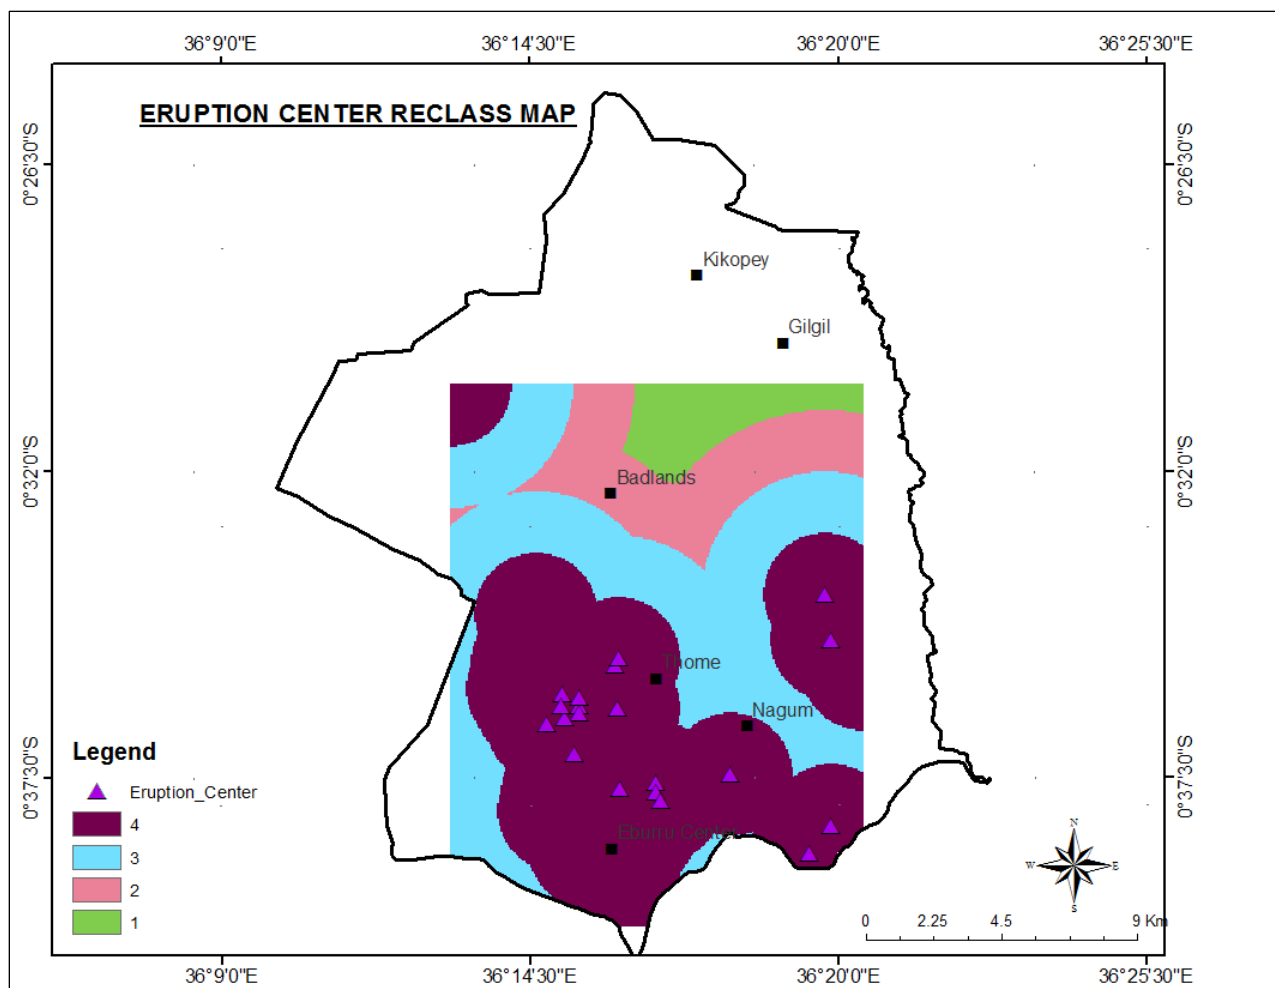 36°9'0"E 36°14'30"E 36°20'0"E 36°25'30"E
ERUPTION CENTER RECLASS MAP
0°26'30"S 0°26'30"S
Kikopey
Gilgil
0°32'0"S 0°32'0"S
Badlands
Thome
Nagum
0°37'30"S 0°37'30"S
Legend
Eruption_Center
4
3
2
1
Eburru Center
N
W E
S
0 2.25 4.5 9 Km
36°9'0"E 36°14'30"E 36°20'0"E 36°25'30"E